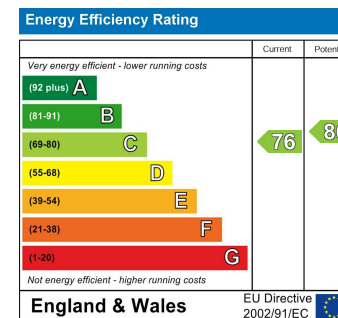 Energy Efficiency Rating
Current Poten
Very energy efficient - lower running costs
(92 plus) A
(81-91) B
(69-80) C 76
(55-68) D
(39-54) E
(21-38) F
(1-20) G
Not energy efficient - higher running costs
England & Wales
EU Directive
2002/91/EC